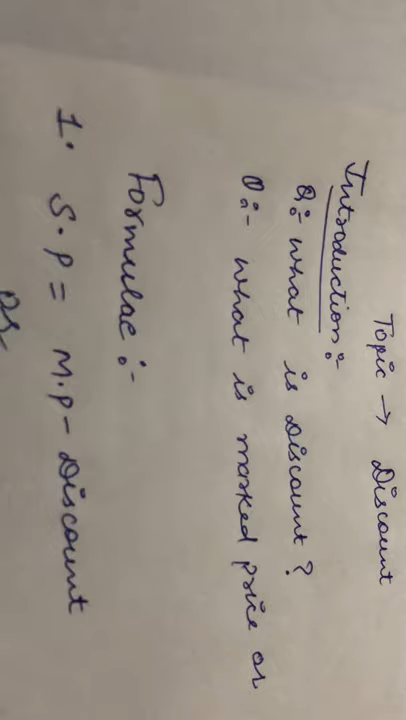 Topic → Discount
Introduction :-
Q:- what is Discount ?
Q:- what is marked price or
Formulae :-
1. S.P = M.P - Discount